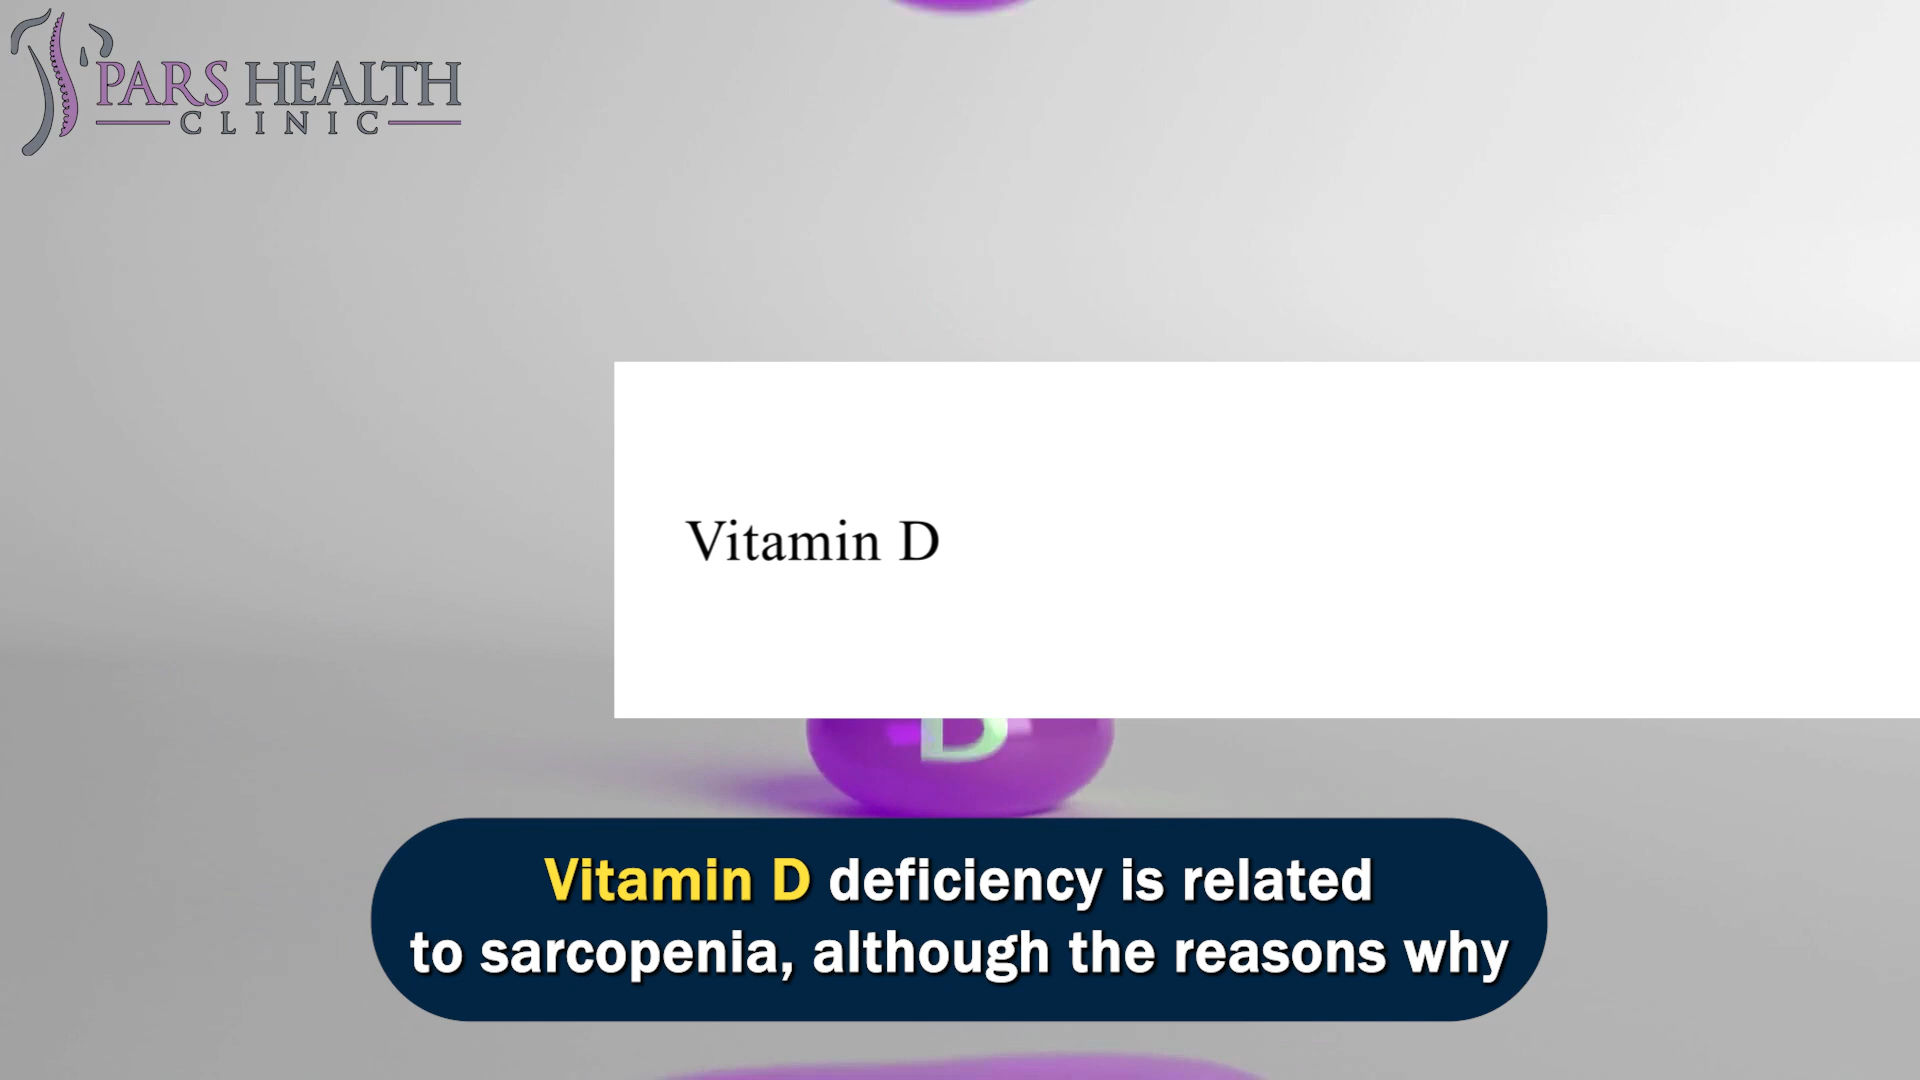 PARS HEALTH
CLINIC
Vitamin D
D
Vitamin D deficiency is related
to sarcopenia, although the reasons why